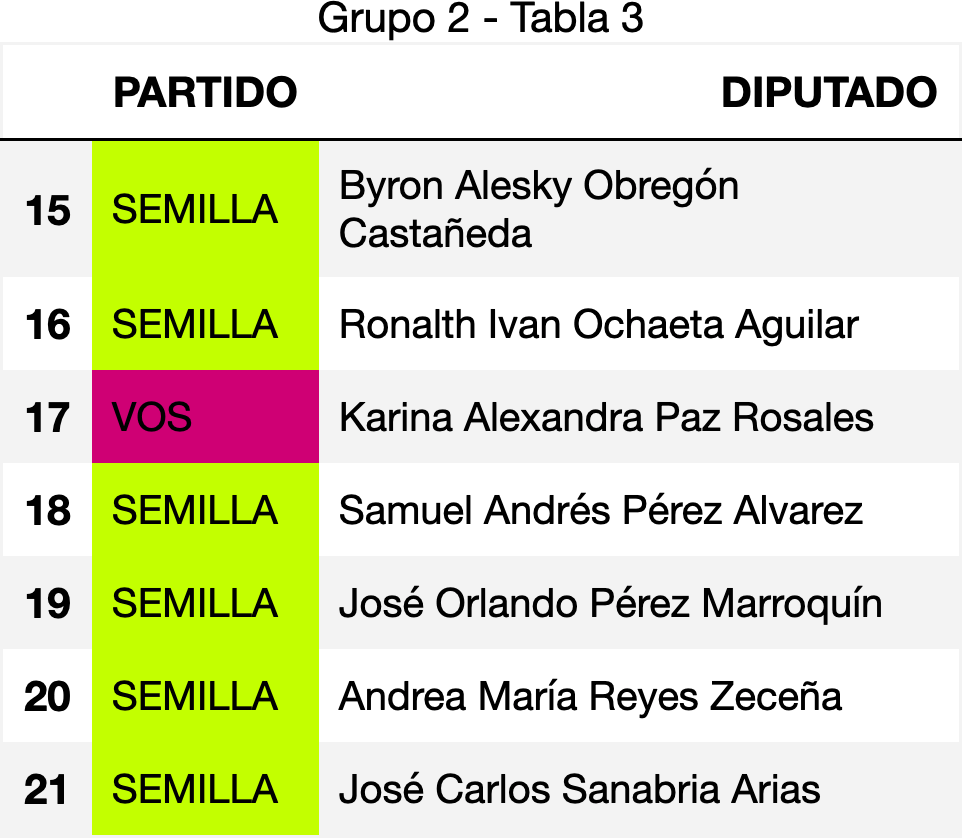 Grupo 2 - Tabla 3
PARTIDO DIPUTADO
15 SEMILLA Byron Alesky Obregón
Castañeda
16 SEMILLA Ronalth Ivan Ochaeta Aguilar
17 VOS Karina Alexandra Paz Rosales
18 SEMILLA Samuel Andrés Pérez Alvarez
19 SEMILLA José Orlando Pérez Marroquín
20 SEMILLA Andrea María Reyes Zeceña
21 SEMILLA José Carlos Sanabria Arias